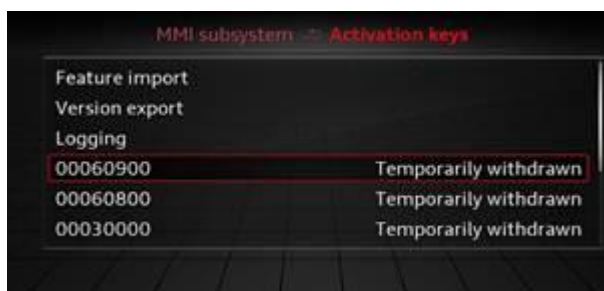 MMI subsystem Activation keys
Feature import
Version export
Logging
00060900 Temporarily withdrawn
00060800 Temporarily withdrawn
00030000 Temporarily withdrawn